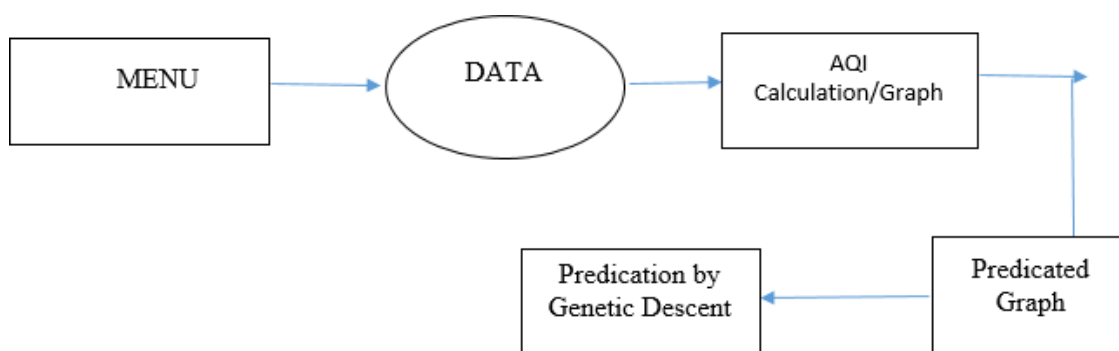 MENU
DATA
AQI
Calculation/Graph
Predication by
Genetic Descent
Predicated
Graph